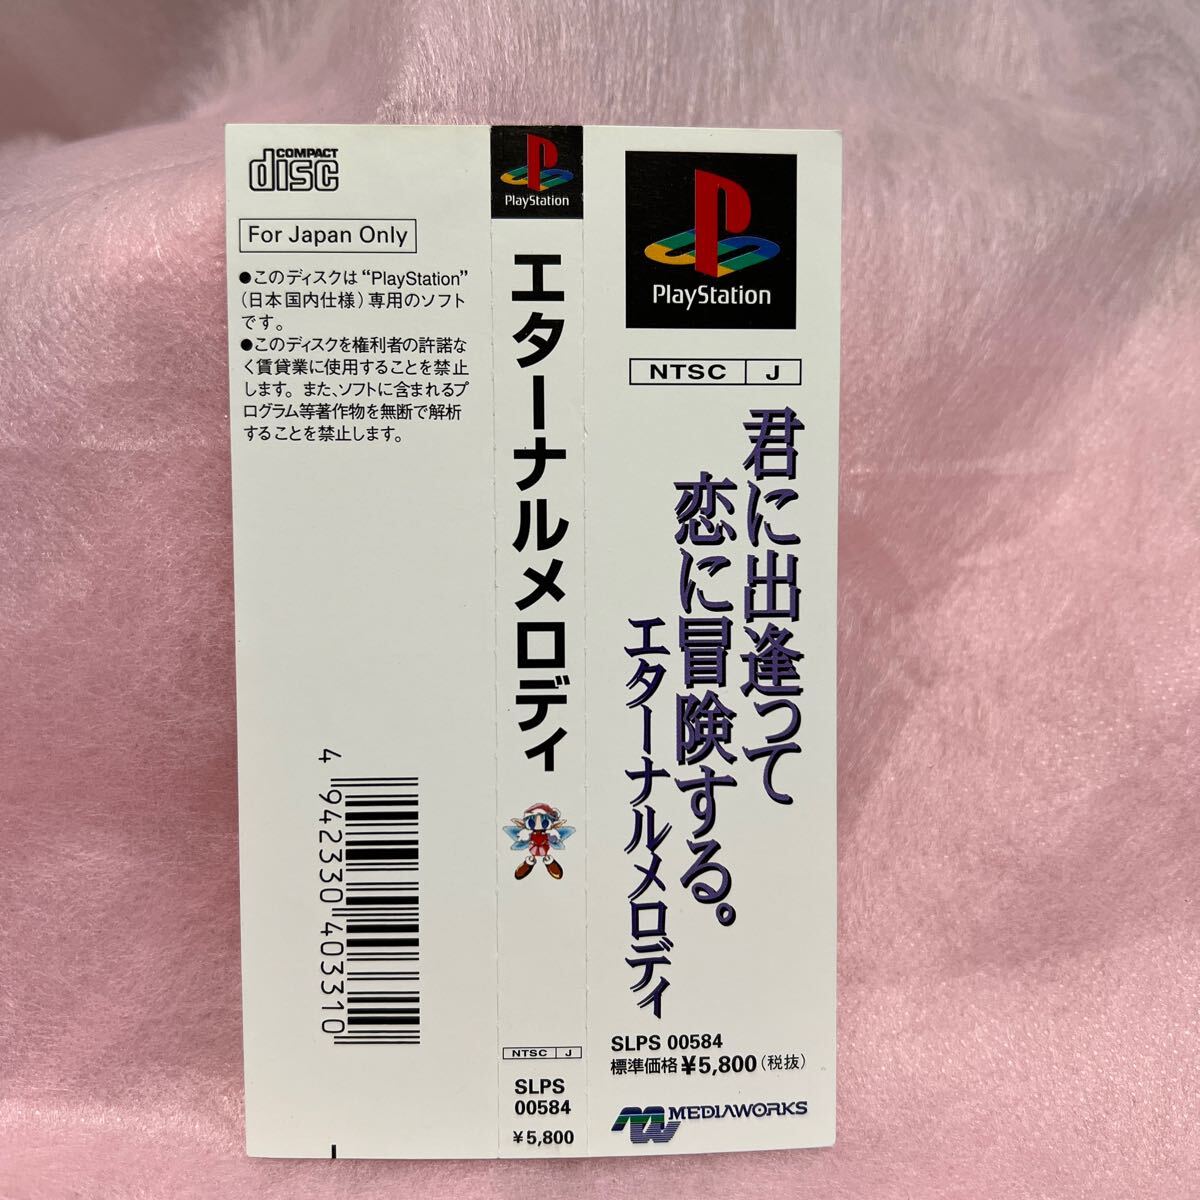 COMPACT
disc
For Japan Only
●このディスクは“PlayStation”
(日本国内仕様)専用のソフト
です。
●このディスクを権利者の許諾な
く賃貸業に使用することを禁止
します。また、ソフトに含まれるプ
ログラム等著作物を無断で解析
することを禁止します。
4 942330 403310
PlayStation
エターナルメロディ
NTSC J
SLPS
00584
¥5,800
PlayStation
NTSC J
君に出逢って
恋に冒険する。
エターナルメロディ
SLPS 00584
標準価格¥5,800(税抜)
MEDIAWORKS